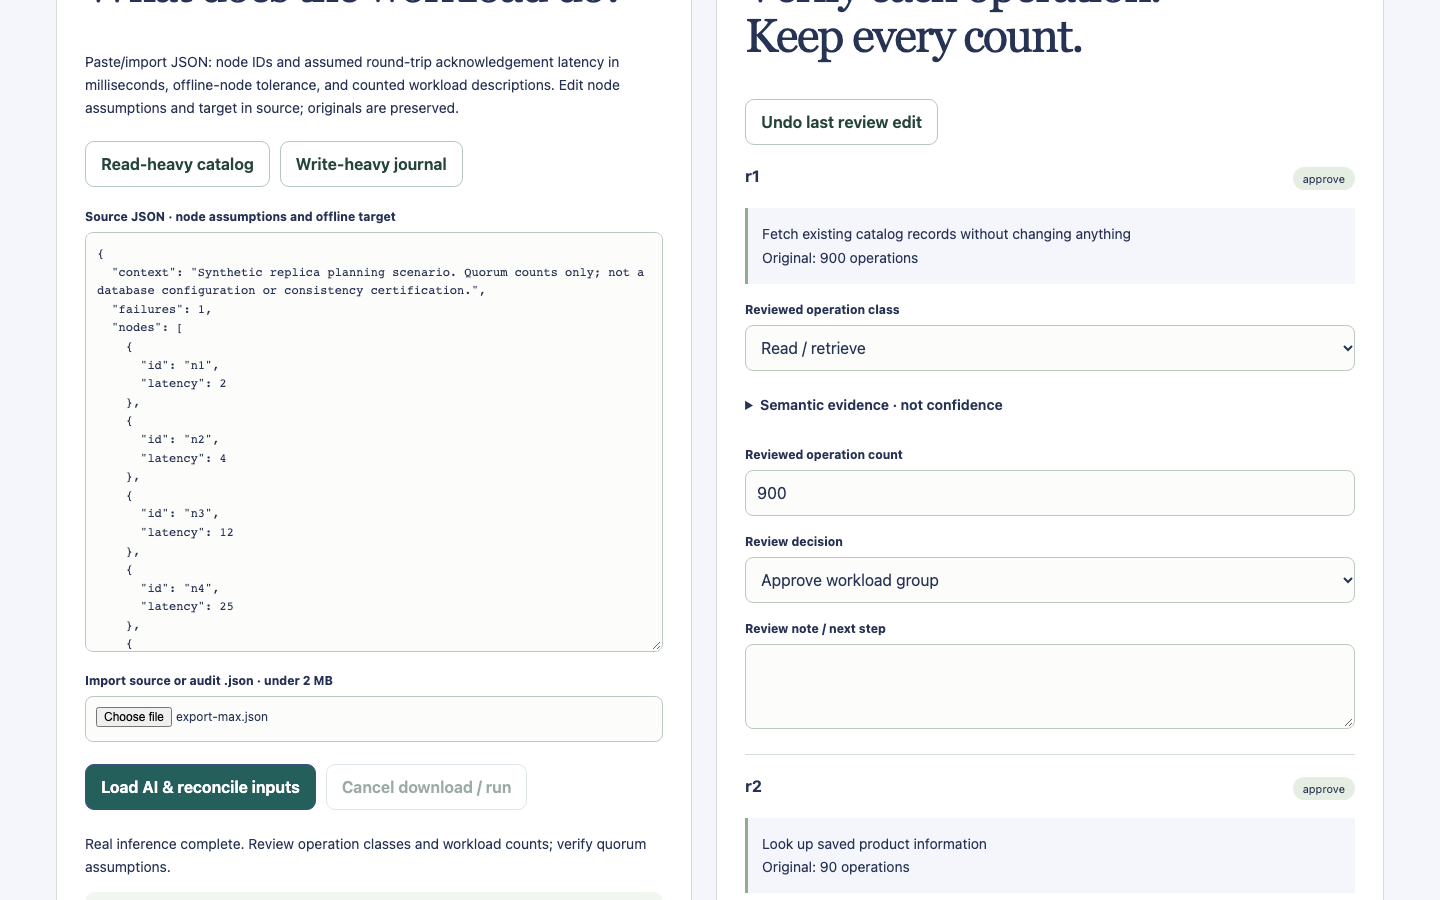 What does the workload do?
Paste/import JSON: node IDs and assumed round-trip acknowledgement latency in
milliseconds, offline-node tolerance, and counted workload descriptions. Edit node
assumptions and target in source; originals are preserved.
Read-heavy catalog
Write-heavy journal
Source JSON · node assumptions and offline target
{
"context": "Synthetic replica planning scenario. Quorum counts only; not a
database configuration or consistency certification.",
"failures": 1,
"nodes": [
{
"id": "n1",
"latency": 2
},
{
"id": "n2",
"latency": 4
},
{
"id": "n3",
"latency": 12
},
{
"id": "n4",
"latency": 25
},
{
Import source or audit .json · under 2 MB
Choose file export-max.json
Load AI & reconcile inputs
Cancel download / run
Real inference complete. Review operation classes and workload counts; verify quorum
assumptions.
Verify each operation.
Keep every count.
Undo last review edit
r1
approve
Fetch existing catalog records without changing anything
Original: 900 operations
Reviewed operation class
Read / retrieve
Semantic evidence · not confidence
Reviewed operation count
900
Review decision
Approve workload group
Review note / next step
r2
approve
Look up saved product information
Original: 90 operations